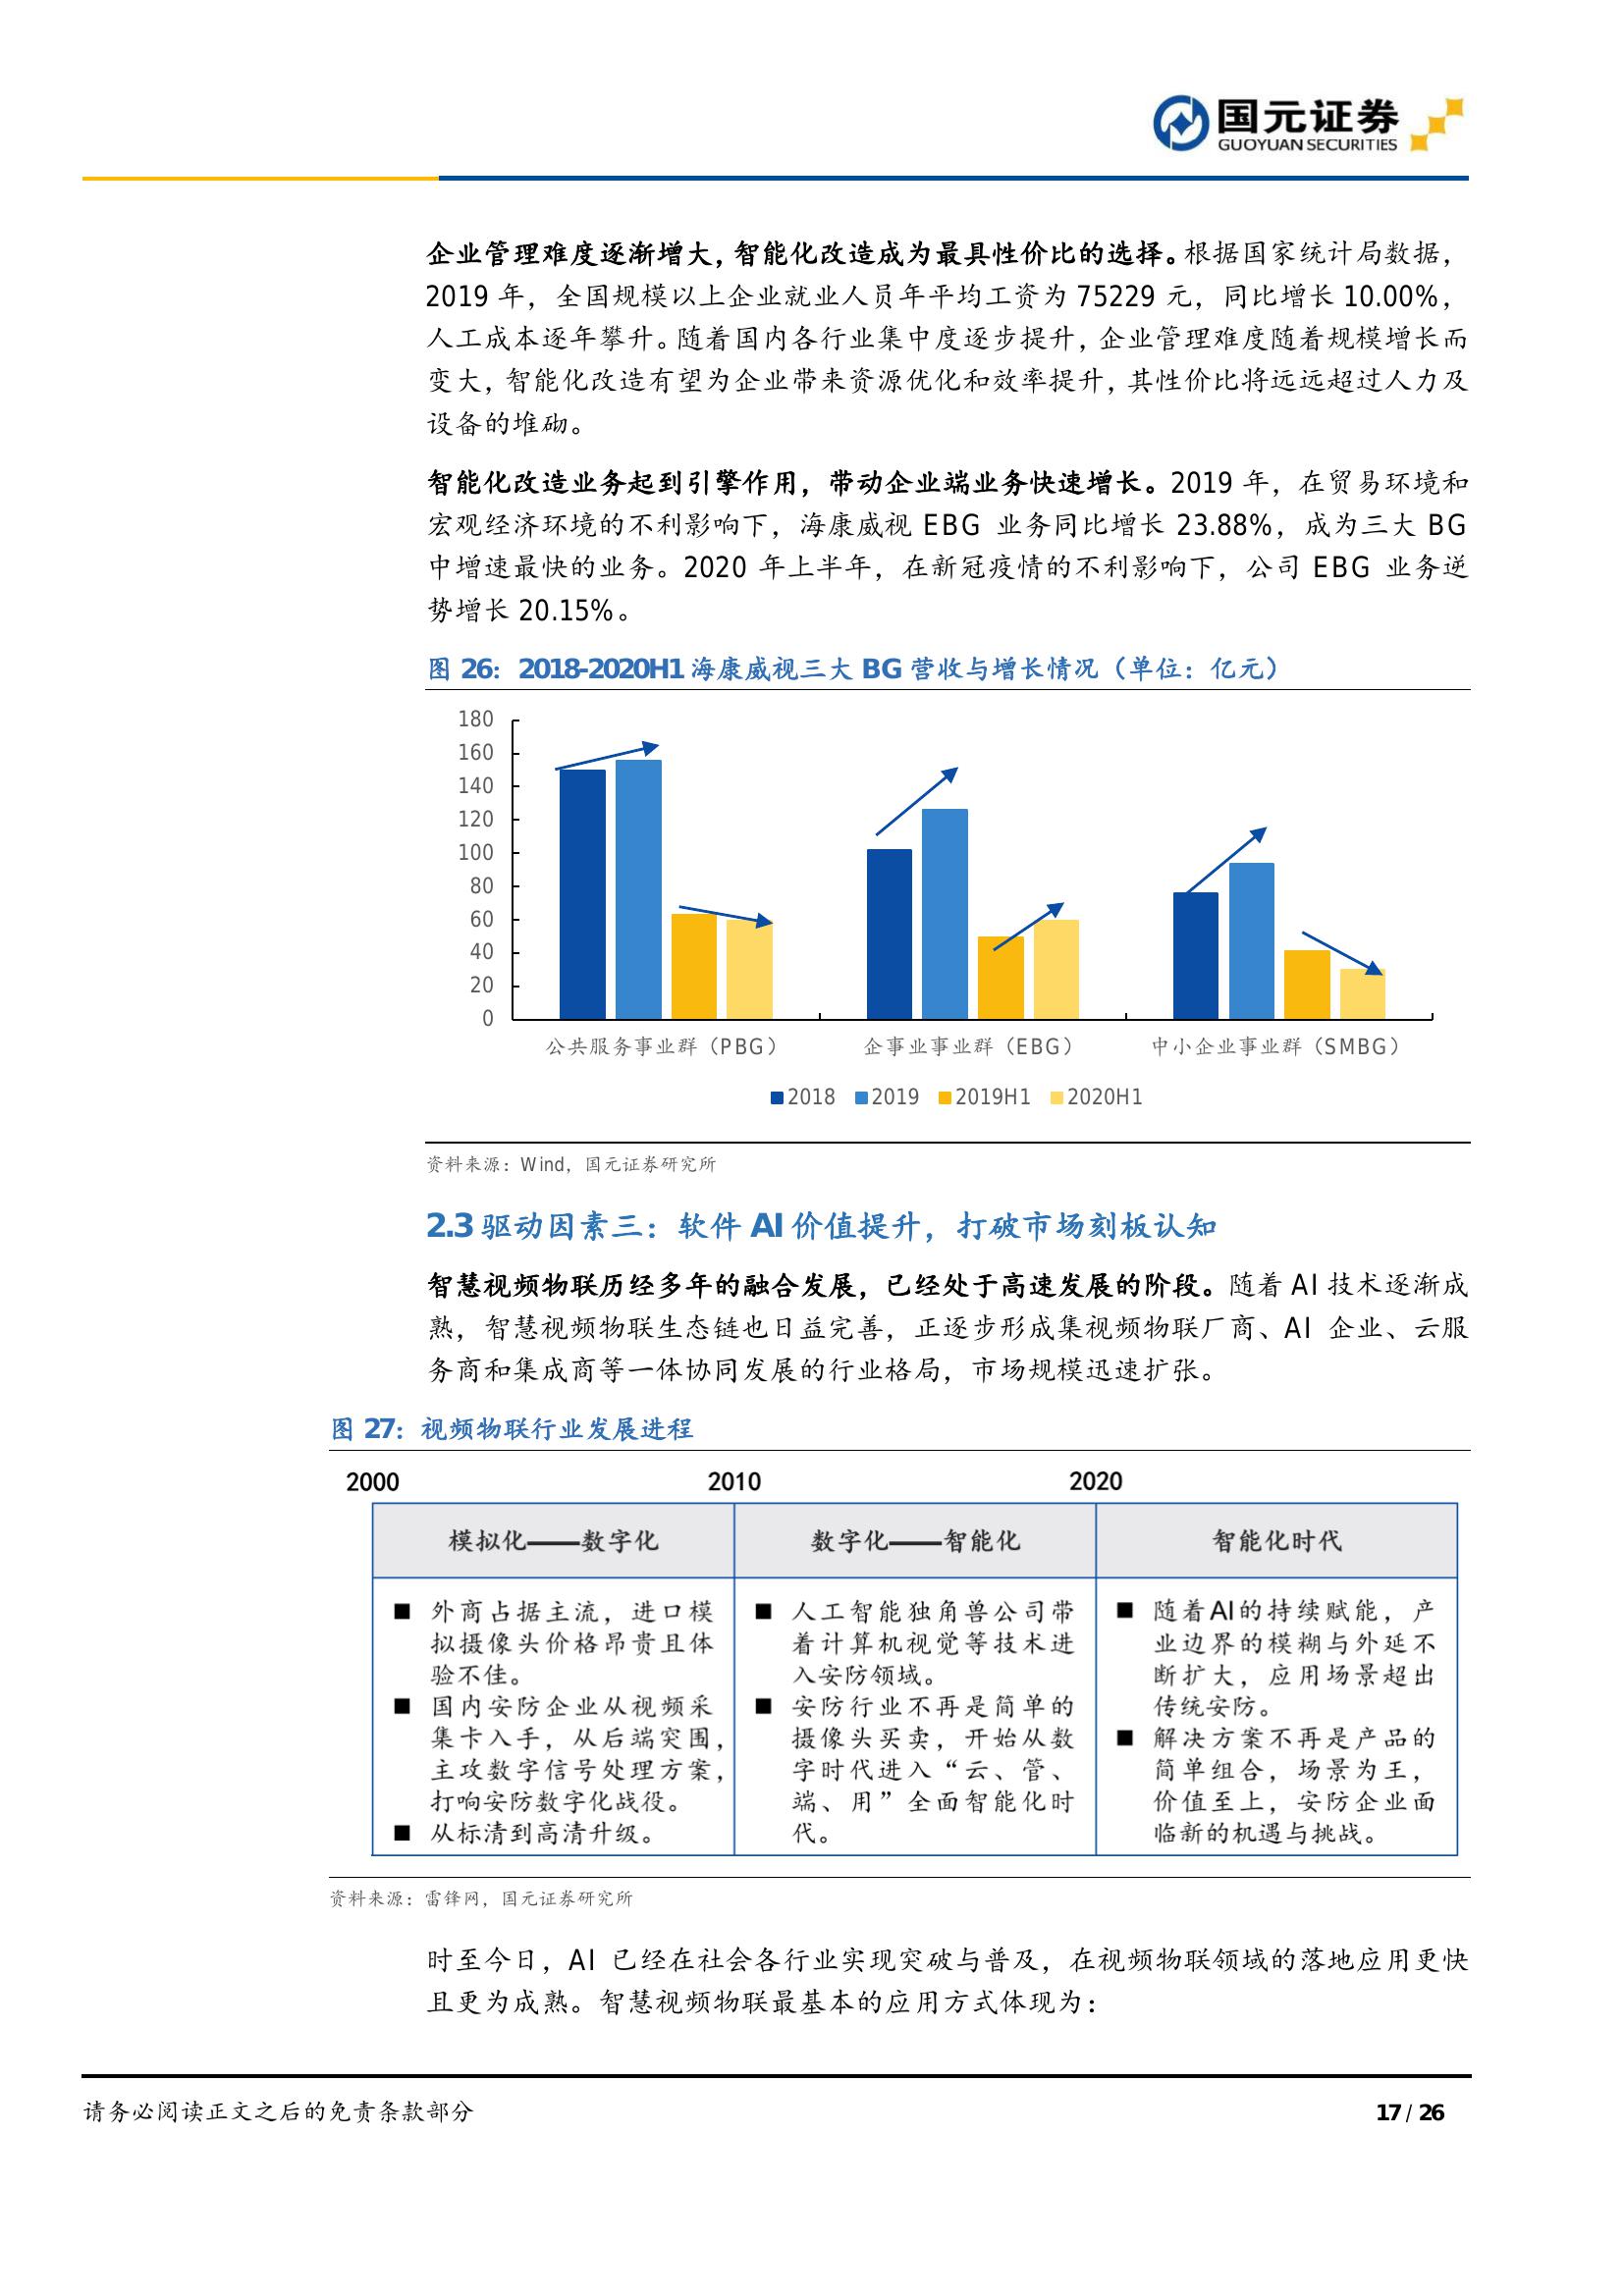 国元证券
GUOYUAN SECURITIES
企业管理难度逐渐增大，智能化改造成为最具性价比的选择。根据国家统计局数据，
2019 年，全国规模以上企业就业人员年平均工资为 75229 元，同比增长 10.00%，
人工成本逐年攀升。随着国内各行业集中度逐步提升，企业管理难度随着规模增长而
变大，智能化改造有望为企业带来资源优化和效率提升，其性价比将远远超过人力及
设备的堆砌。
智能化改造业务起到引擎作用，带动企业端业务快速增长。2019 年，在贸易环境和
宏观经济环境的不利影响下，海康威视 EBG 业务同比增长 23.88%，成为三大 BG
中增速最快的业务。2020 年上半年，在新冠疫情的不利影响下，公司 EBG 业务逆
势增长 20.15%。
图 26：2018-2020H1 海康威视三大 BG 营收与增长情况（单位：亿元）
180
160
140
120
100
80
60
40
20
0
公共服务事业群（PBG） 企事业事业群（EBG） 中小企业事业群（SMBG）
2018 2019 2019H1 2020H1
资料来源：Wind，国元证券研究所
2.3 驱动因素三：软件 AI 价值提升，打破市场刻板认知
智慧视频物联历经多年的融合发展，已经处于高速发展的阶段。随着 AI 技术逐渐成
熟，智慧视频物联生态链也日益完善，正逐步形成集视频物联厂商、AI 企业、云服
务商和集成商等一体协同发展的行业格局，市场规模迅速扩张。
图 27：视频物联行业发展进程
2000 2010 2020
模拟化——数字化 数字化——智能化 智能化时代
■ 外商占据主流，进口模
拟摄像头价格昂贵且体
验不佳。
■ 国内安防企业从视频采
集卡入手，从后端突围，
主攻数字信号处理方案，
打响安防数字化战役。
■ 从标清到高清升级。
■ 人工智能独角兽公司带
着计算机视觉等技术进
入安防领域。
■ 安防行业不再是简单的
摄像头买卖，开始从数
字时代进入“云、管、
端、用”全面智能化时
代。
■ 随着AI的持续赋能，产
业边界的模糊与外延不
断扩大，应用场景超出
传统安防。
■ 解决方案不再是产品的
简单组合，场景为王，
价值至上，安防企业面
临新的机遇与挑战。
资料来源：雷锋网，国元证券研究所
时至今日，AI 已经在社会各行业实现突破与普及，在视频物联领域的落地应用更快
且更为成熟。智慧视频物联最基本的应用方式体现为：
请务必阅读正文之后的免责条款部分
17 / 26